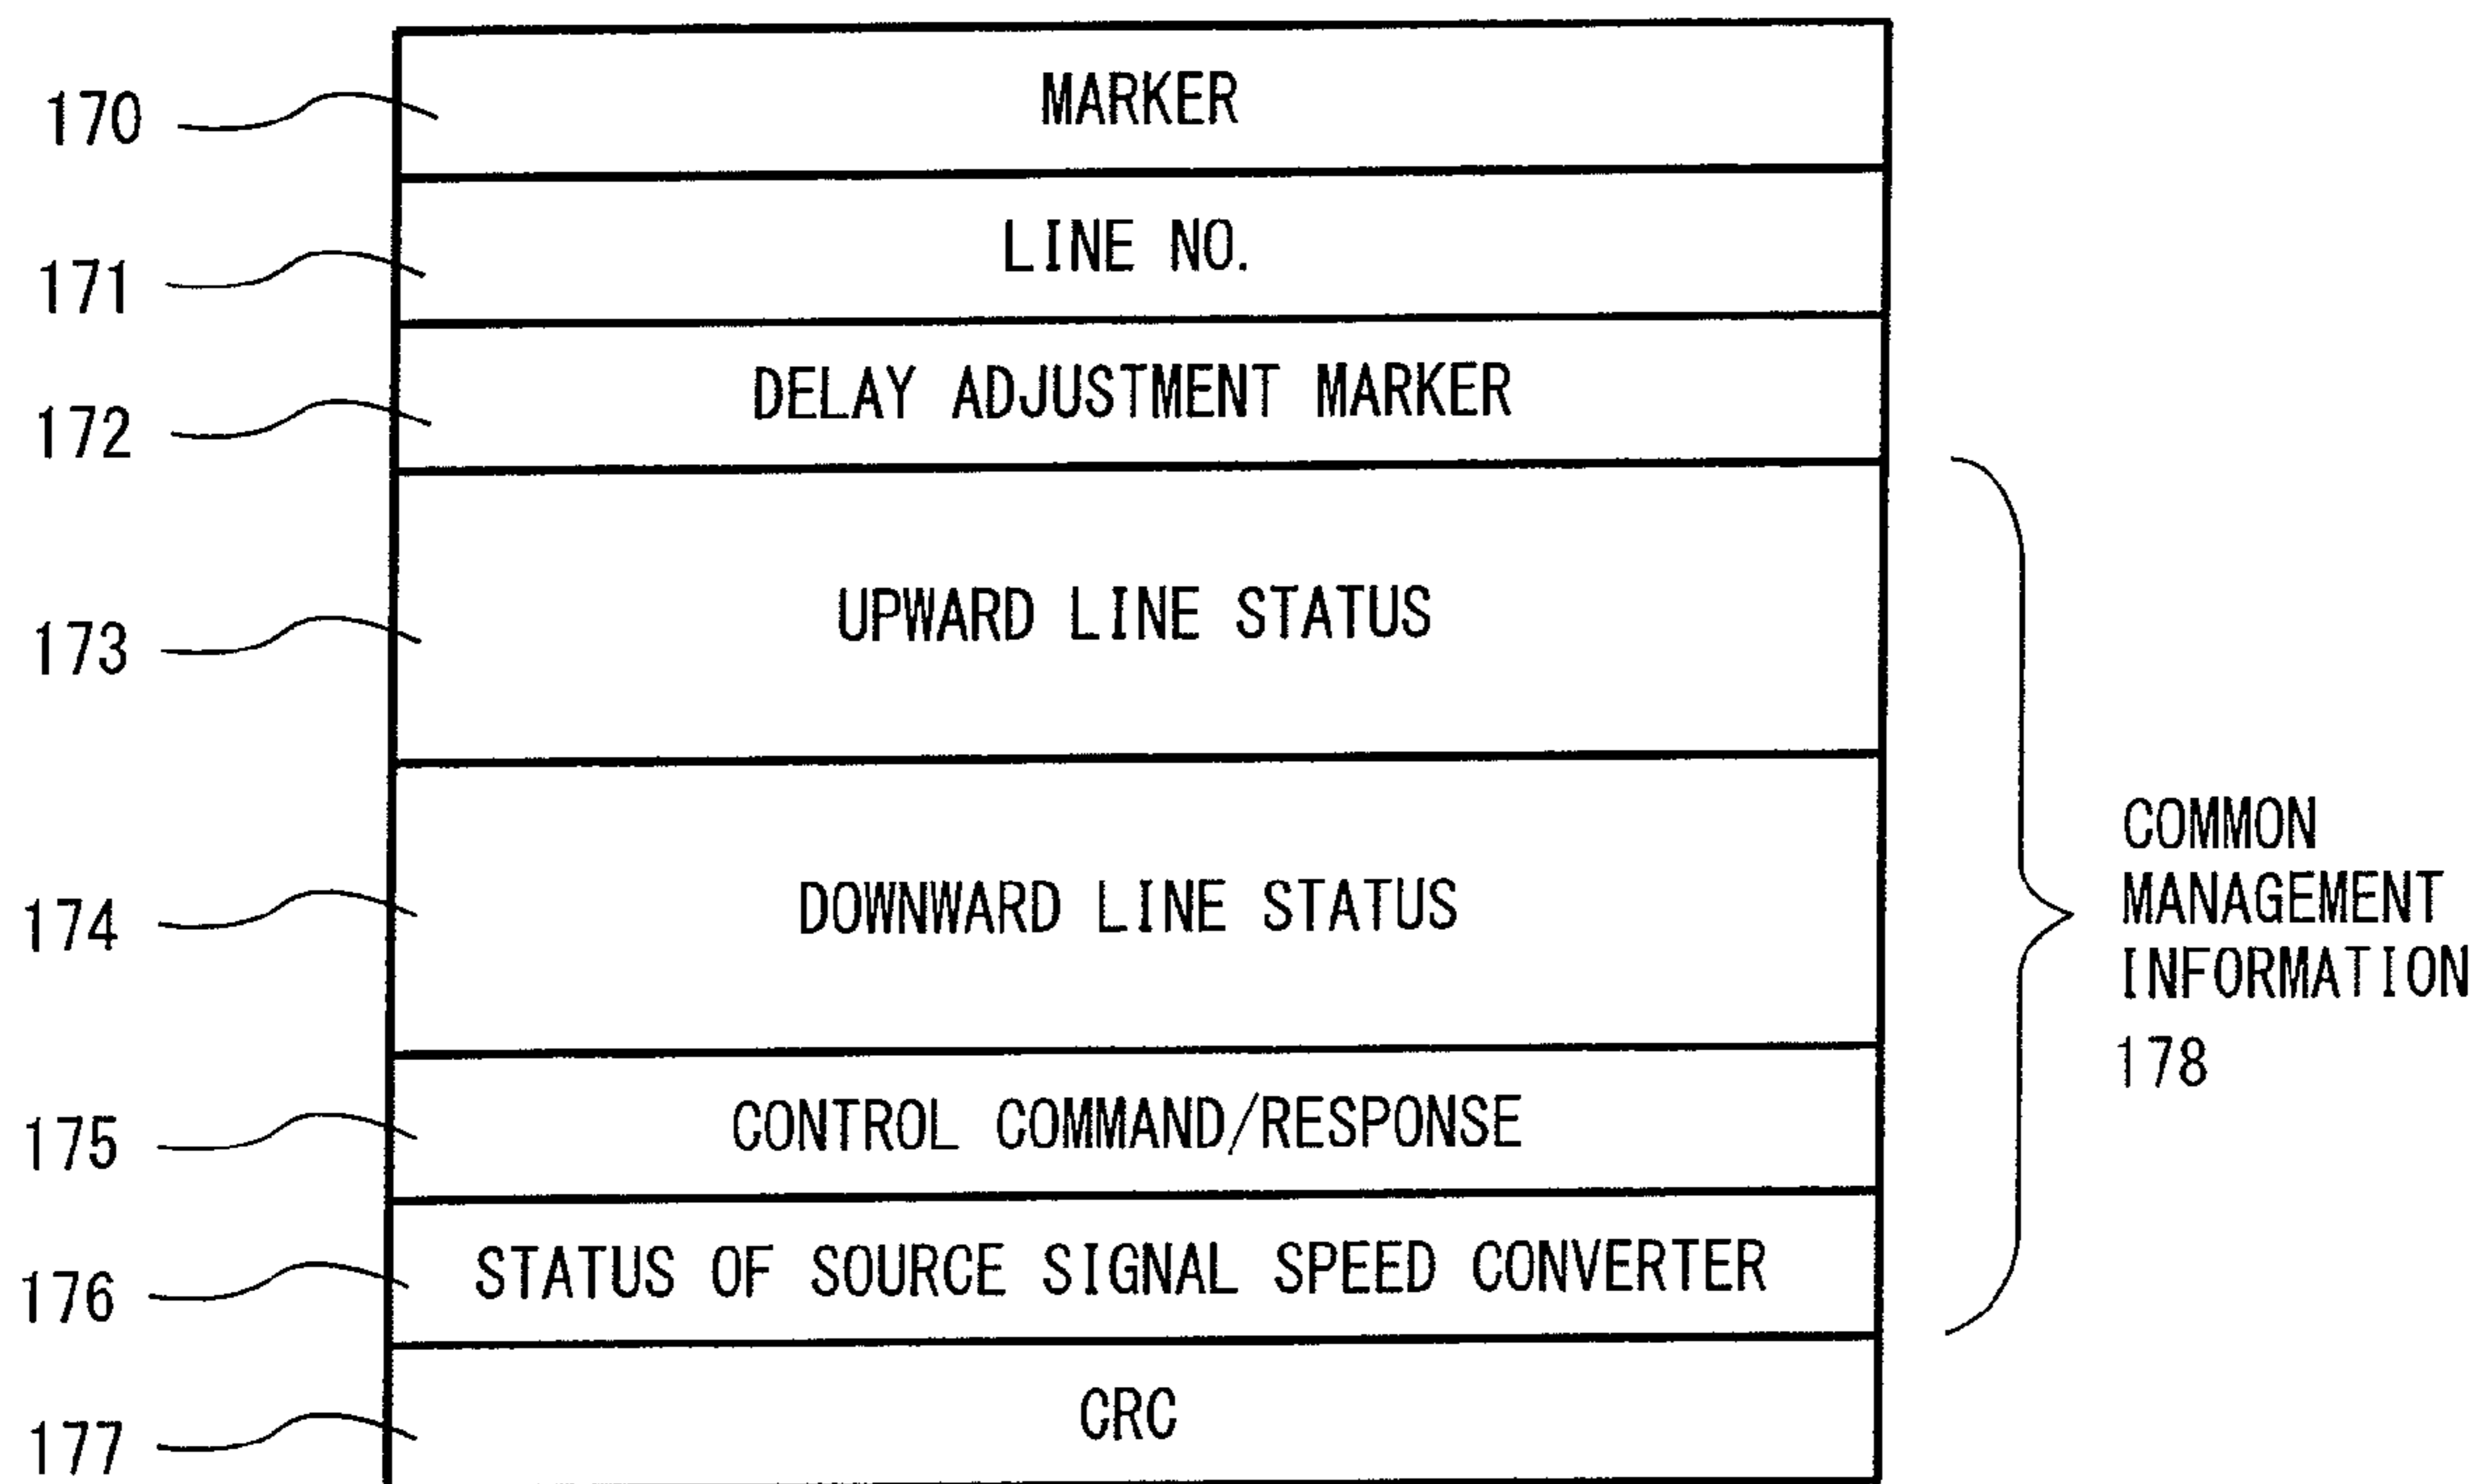 170 MARKER
171 LINE NO.
172 DELAY ADJUSTMENT MARKER
173 UPWARD LINE STATUS
174 DOWNWARD LINE STATUS
175 CONTROL COMMAND/RESPONSE
176 STATUS OF SOURCE SIGNAL SPEED CONVERTER
177 CRC
COMMON
MANAGEMENT
INFORMATION
178